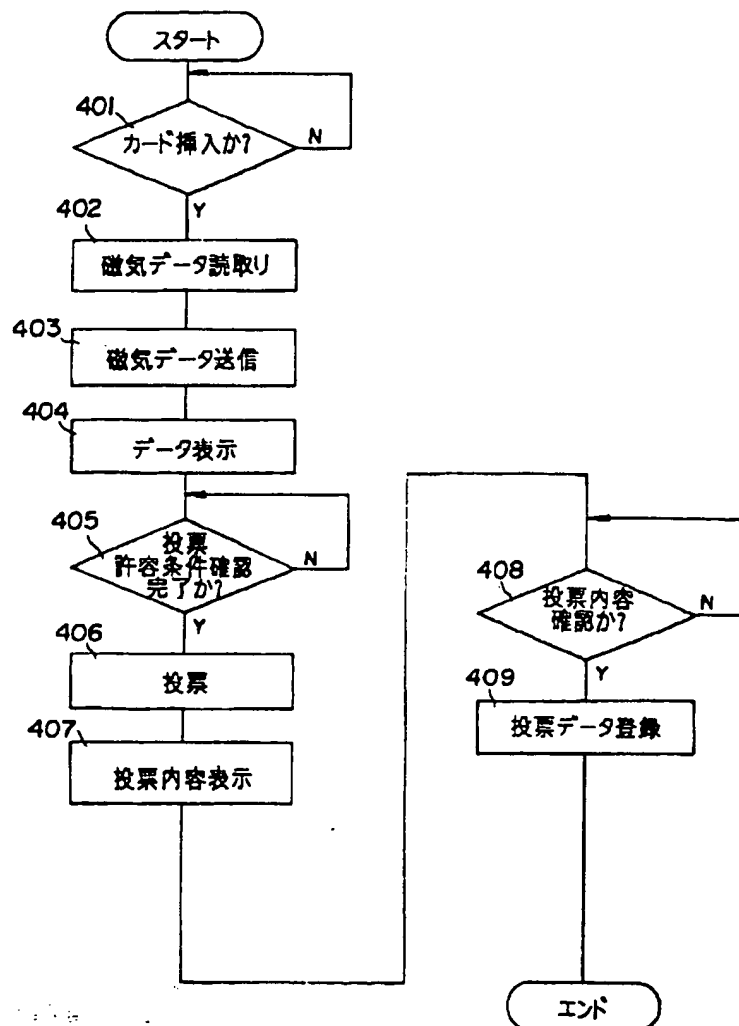 スタート
401
カード挿入か?
N
Y
402
磁気データ読取り
403
磁気データ送信
404
データ表示
405
投票
許容条件確認
完了か?
N
Y
406
投票
407
投票内容表示
408
投票内容
確認か?
N
Y
409
投票データ登録
エンド